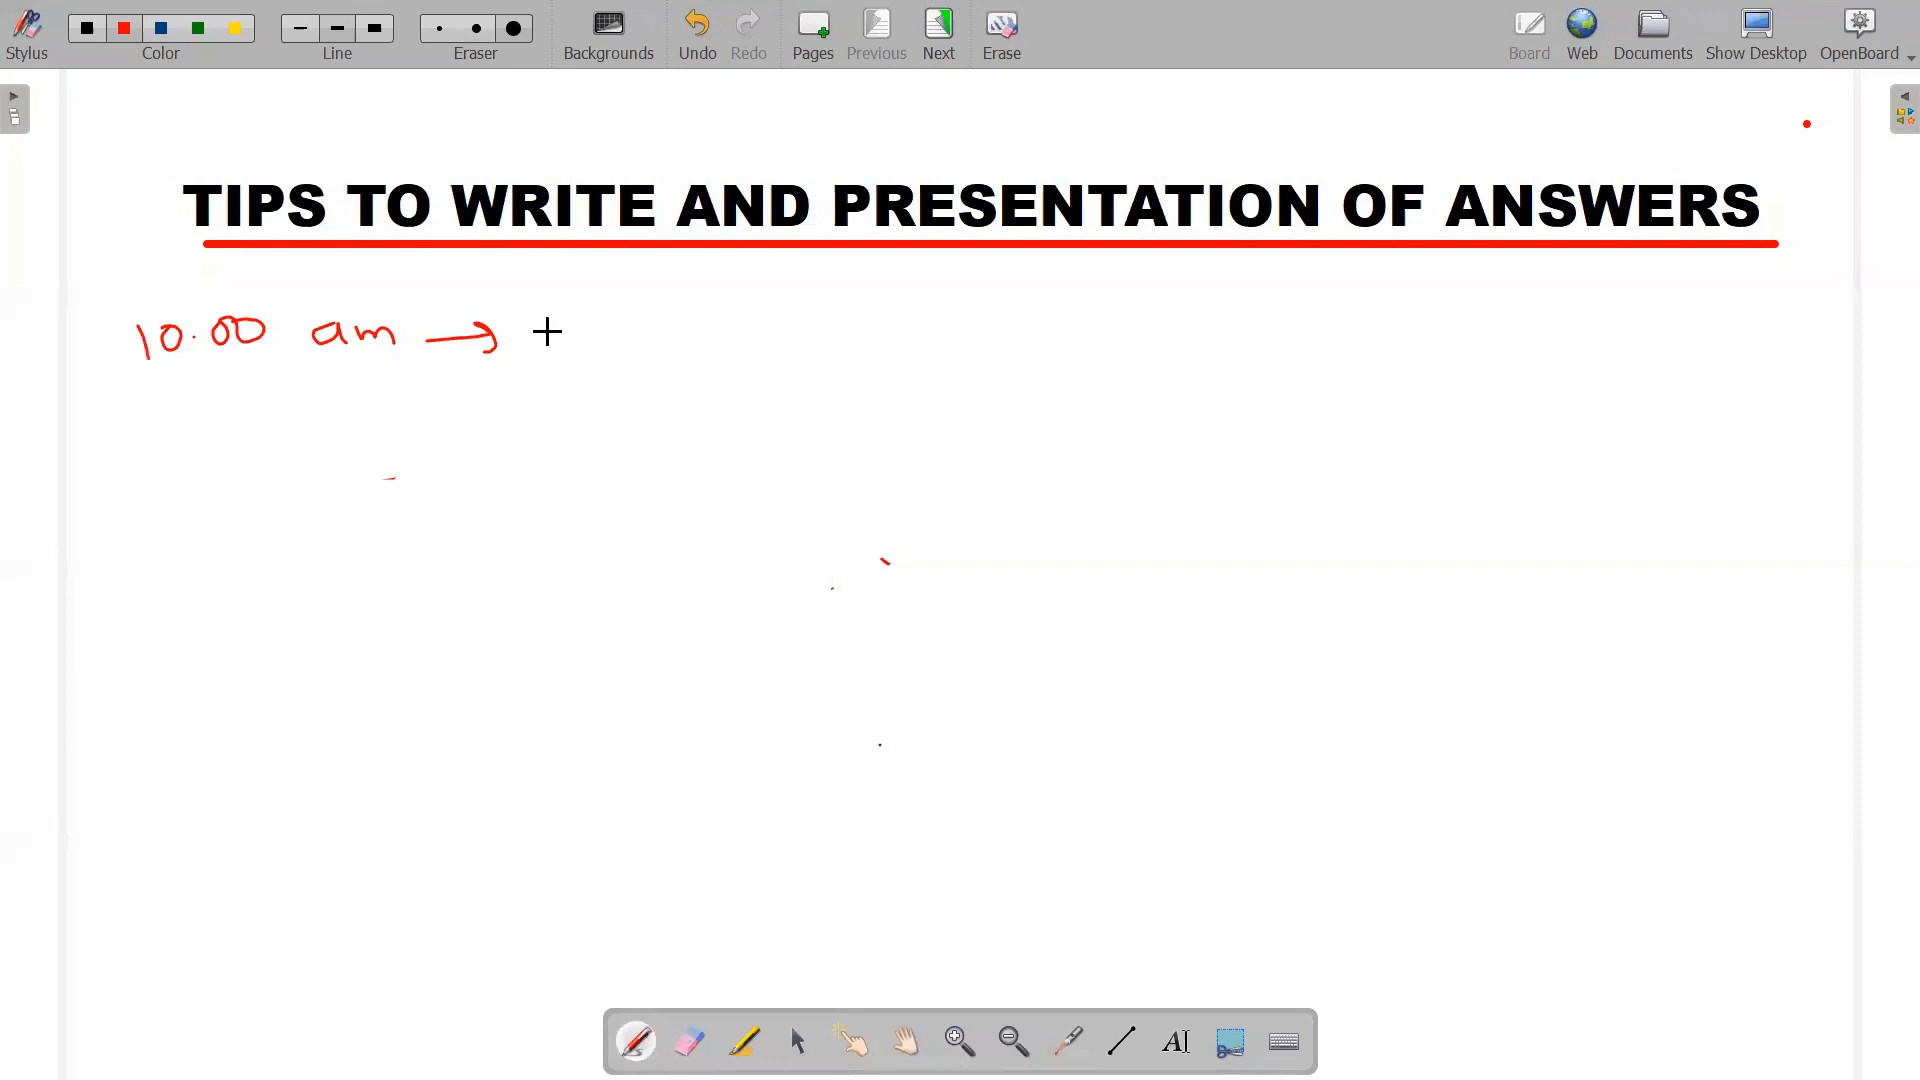 Stylus Color Line Eraser Backgrounds Undo Redo Pages Previous Next Erase Board Web Documents Show Desktop OpenBoard
TIPS TO WRITE AND PRESENTATION OF ANSWERS
10.00 am →
AI